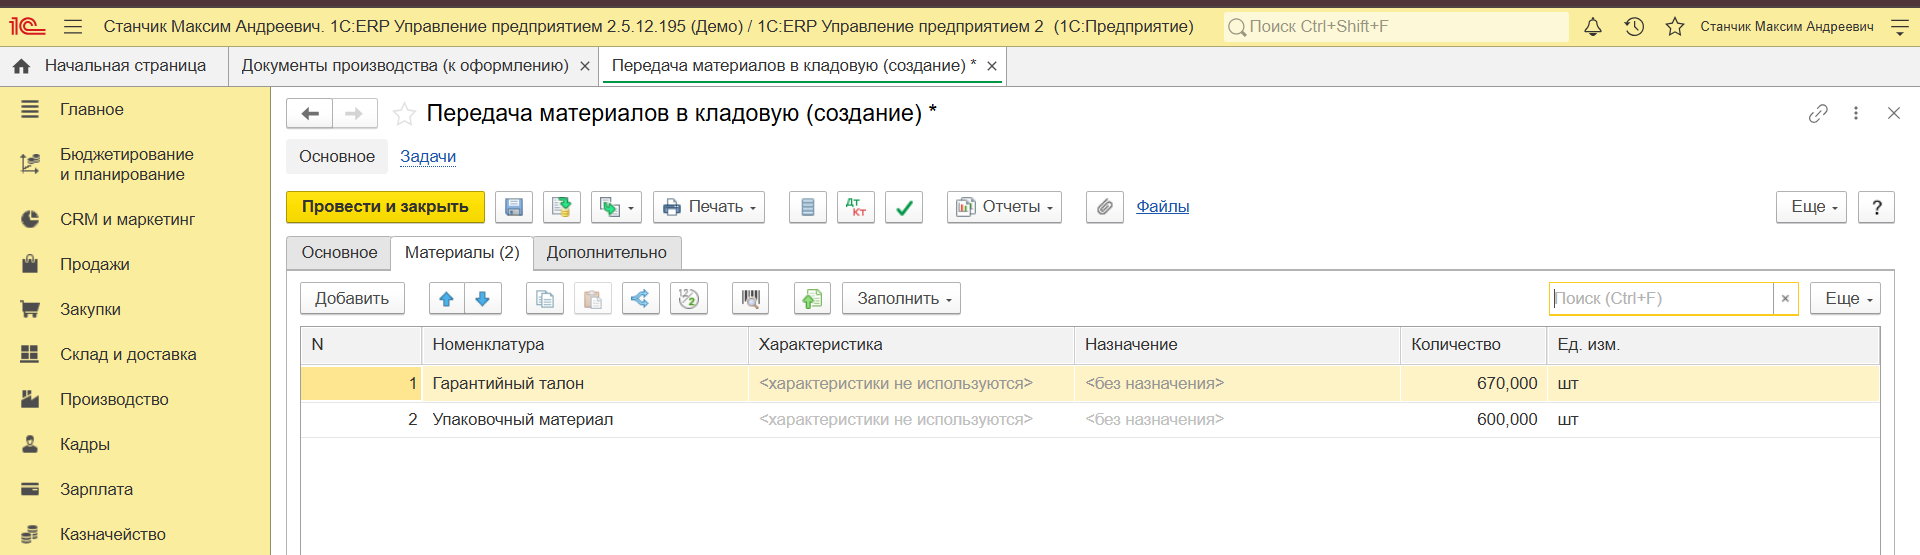 1С Станчик Максим Андреевич. 1С:ERP Управление предприятием 2.5.12.195 (Демо) / 1С:ERP Управление предприятием 2 (1С:Предприятие) Поиск Ctrl+Shift+F Станчик Максим Андреевич
Начальная страница Документы производства (к оформлению) × Передача материалов в кладовую (создание) * ×
Главное
Бюджетирование
и планирование
CRM и маркетинг
Продажи
Закупки
Склад и доставка
Производство
Кадры
Зарплата
Казначейство
Передача материалов в кладовую (создание) *
Основное Задачи
Провести и закрыть Печать Дт Кт Отчеты Файлы Еще ?
Основное Материалы (2) Дополнительно
Добавить Заполнить Поиск (Ctrl+F) × Еще
N Номенклатура Характеристика Назначение Количество Ед. изм.
1 Гарантийный талон <характеристики не используются> <без назначения> 670,000 шт
2 Упаковочный материал <характеристики не используются> <без назначения> 600,000 шт